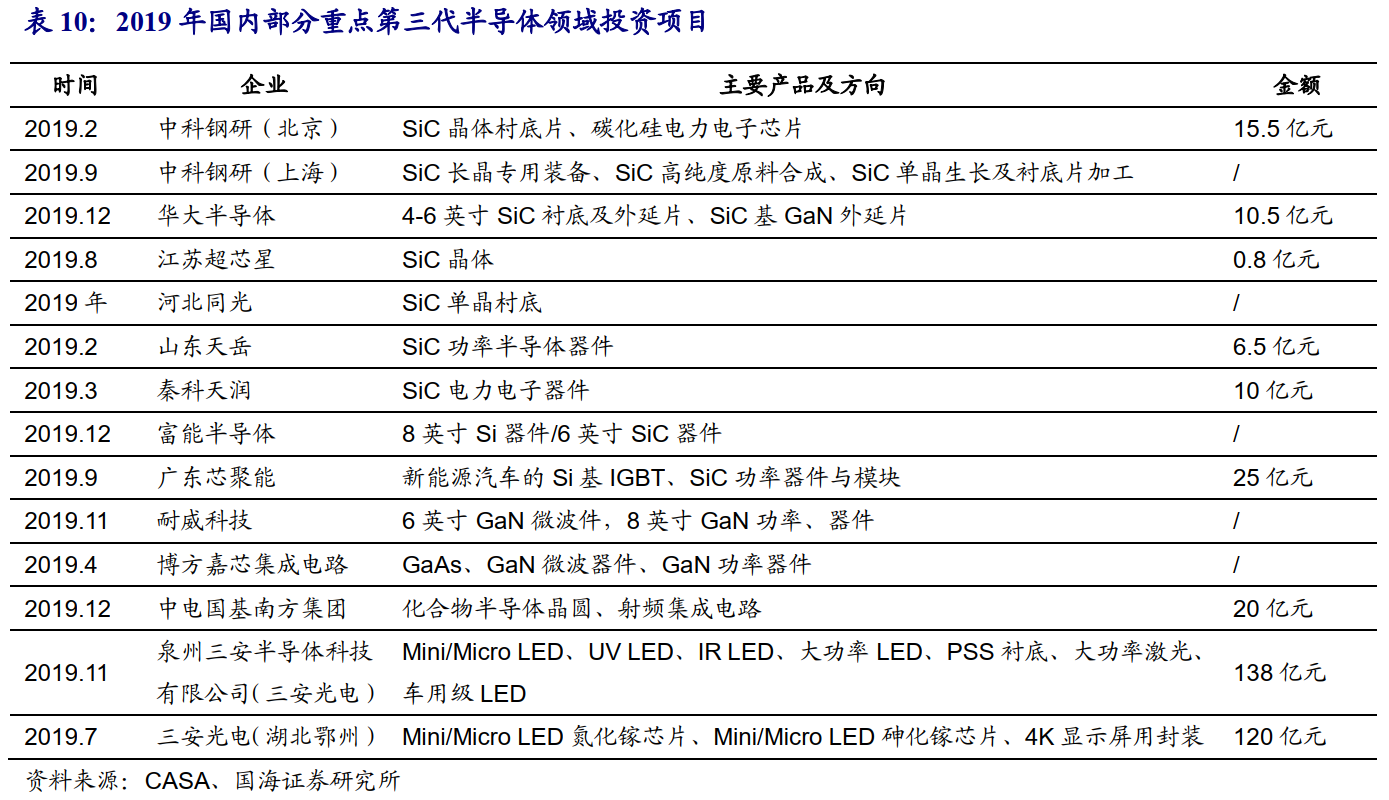 表 10：2019 年国内部分重点第三代半导体领域投资项目
时间 企业 主要产品及方向 金额
2019.2 中科钢研（北京） SiC 晶体村底片、碳化硅电力电子芯片 15.5 亿元
2019.9 中科钢研（上海） SiC 长晶专用装备、SiC 高纯度原料合成、SiC 单晶生长及衬底片加工 /
2019.12 华大半导体 4-6 英寸 SiC 衬底及外延片、SiC 基 GaN 外延片 10.5 亿元
2019.8 江苏超芯星 SiC 晶体 0.8 亿元
2019 年 河北同光 SiC 单晶村底 /
2019.2 山东天岳 SiC 功率半导体器件 6.5 亿元
2019.3 秦科天润 SiC 电力电子器件 10 亿元
2019.12 富能半导体 8 英寸 Si 器件/6 英寸 SiC 器件 /
2019.9 广东芯聚能 新能源汽车的 Si 基 IGBT、SiC 功率器件与模块 25 亿元
2019.11 耐威科技 6 英寸 GaN 微波件，8 英寸 GaN 功率、器件 /
2019.4 博方嘉芯集成电路 GaAs、GaN 微波器件、GaN 功率器件 /
2019.12 中电国基南方集团 化合物半导体晶圆、射频集成电路 20 亿元
2019.11 泉州三安半导体科技 Mini/Micro LED、UV LED、IR LED、大功率 LED、PSS 衬底、大功率激光、 138 亿元
有限公司（三安光电） 车用级 LED
2019.7 三安光电（湖北鄂州） Mini/Micro LED 氮化镓芯片、Mini/Micro LED 砷化镓芯片、4K 显示屏用封装 120 亿元
资料来源：CASA、国海证券研究所